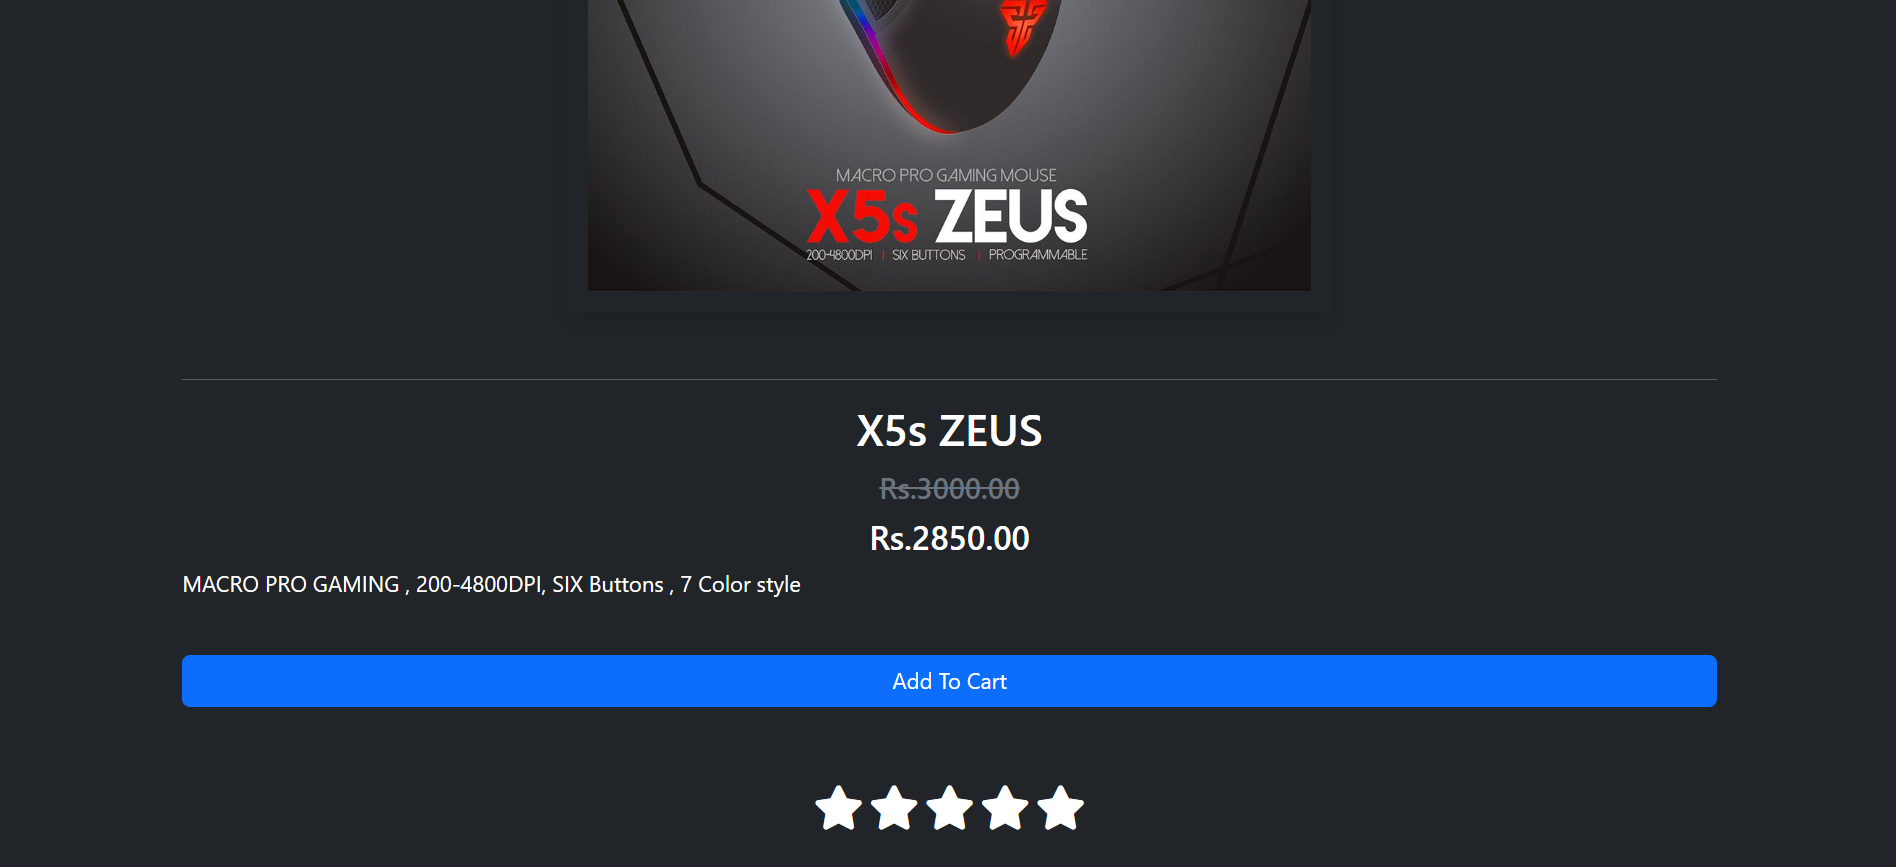 MACRO PRO GAMING MOUSE
X5s ZEUS
200-4800DPI | SIX BUTTONS | PROGRAMMABLE
X5s ZEUS
Rs.3000.00
Rs.2850.00
MACRO PRO GAMING , 200-4800DPI, SIX Buttons , 7 Color style
Add To Cart